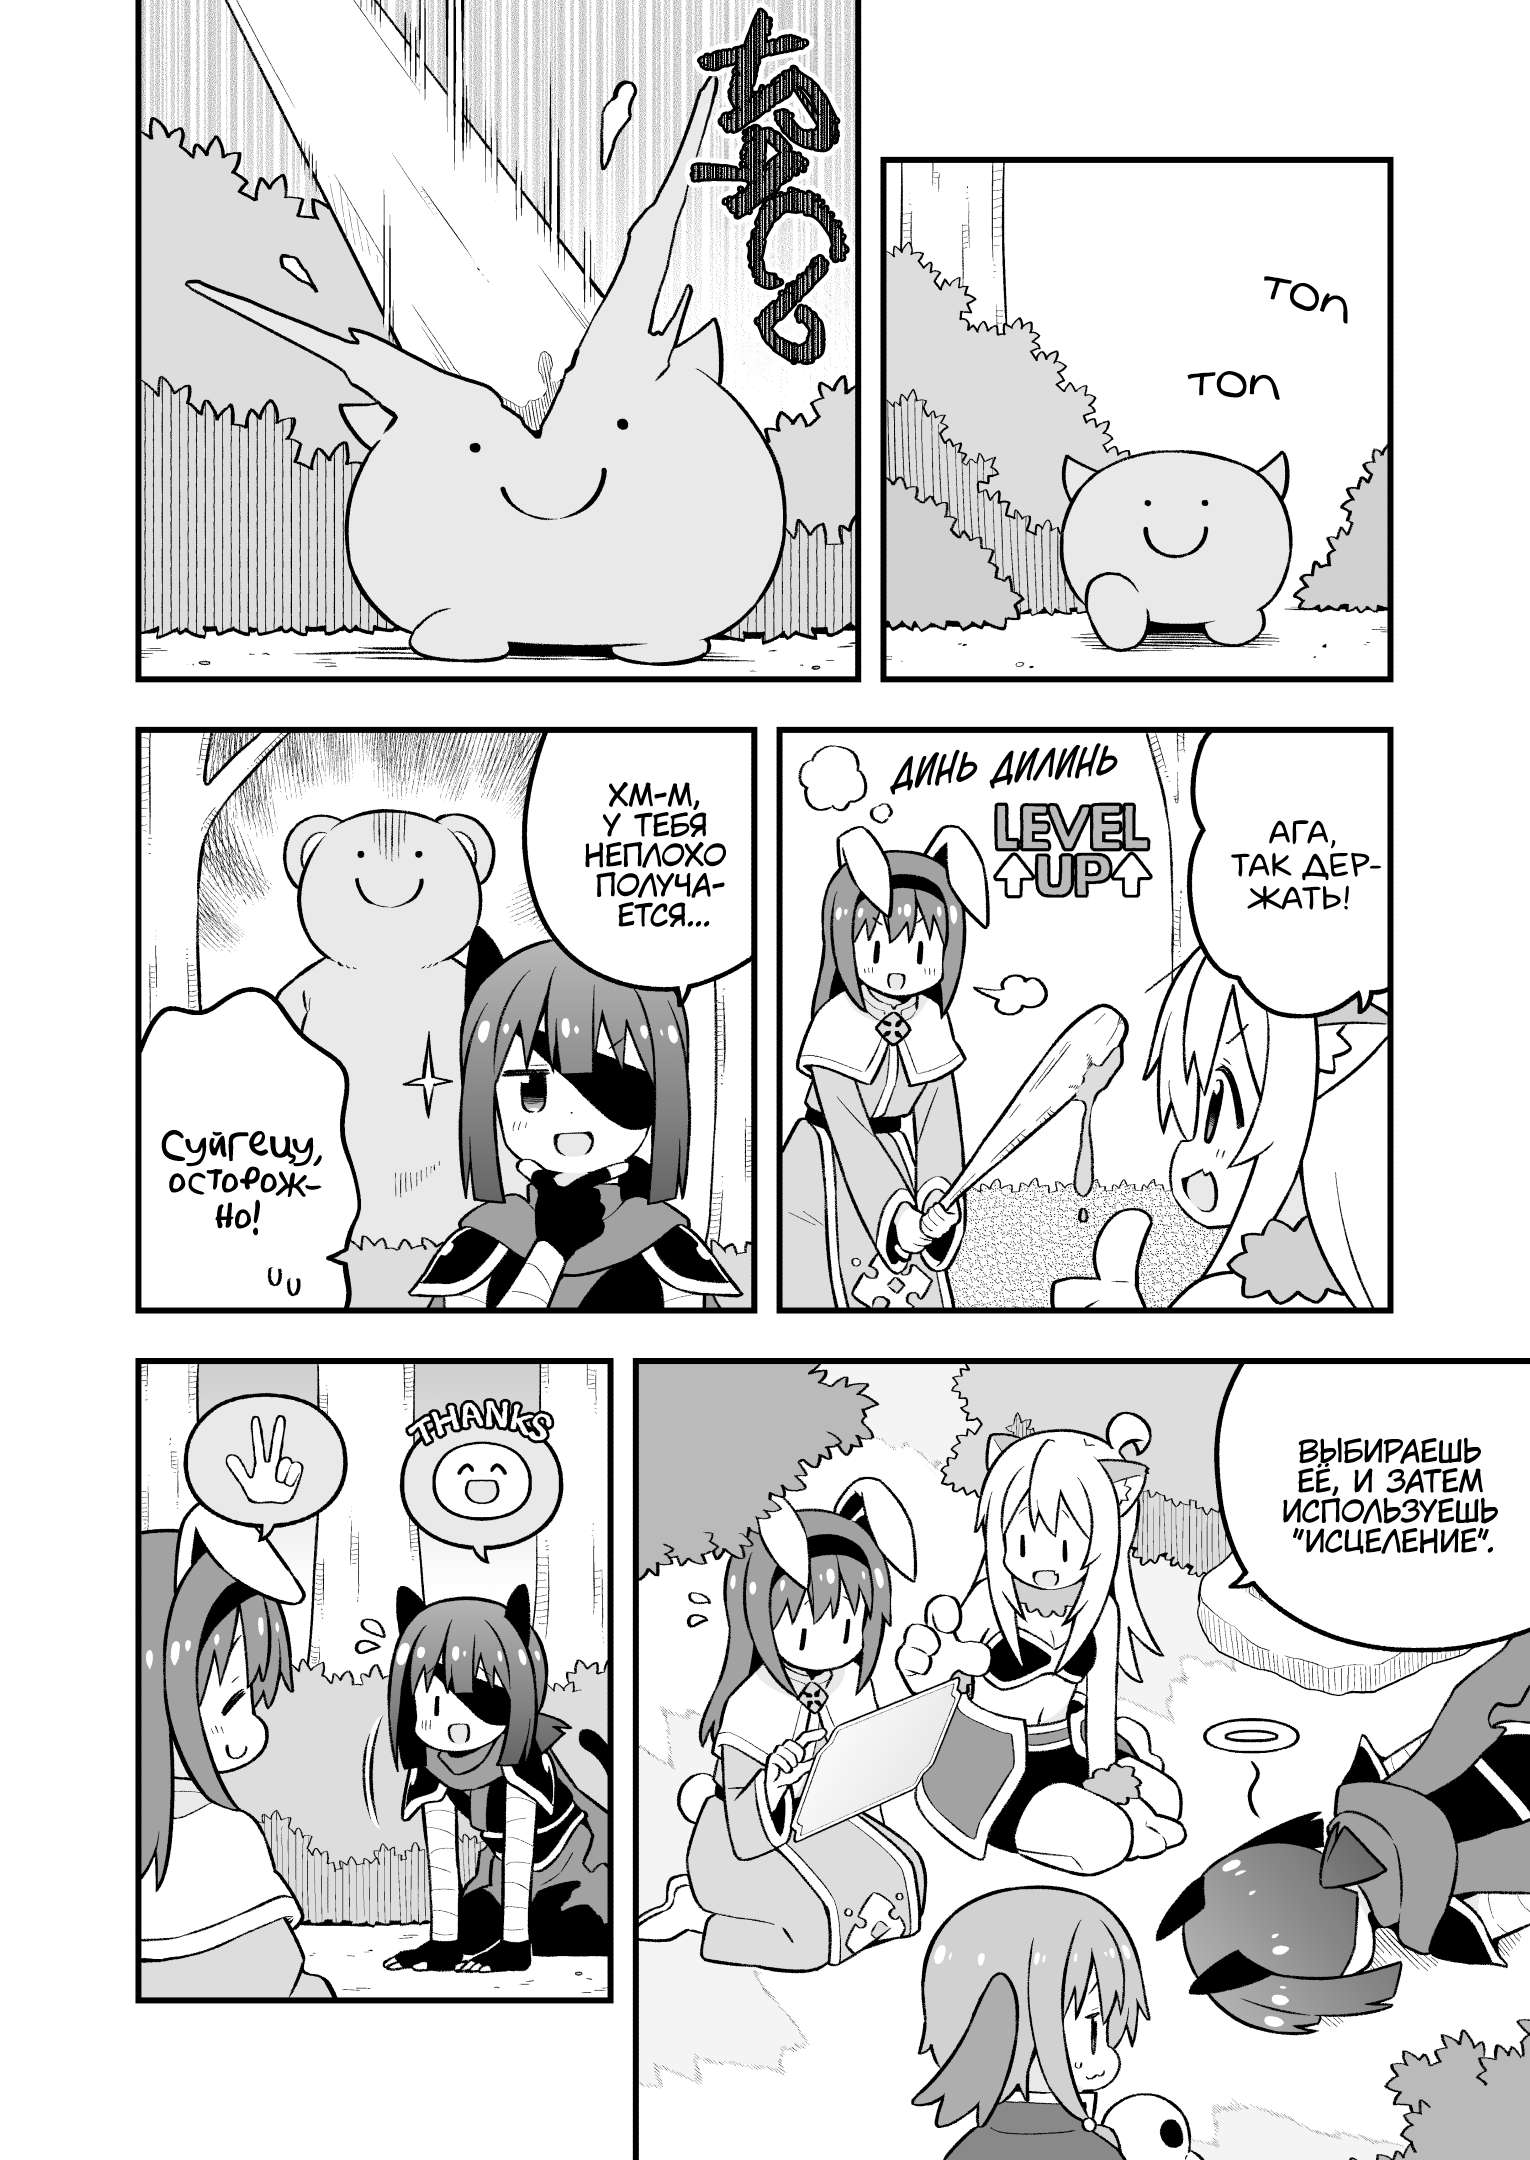 ТОП
ТОП
АГА,
ТАК ДЕР-
ЖАТЬ!
ДИНЬ ДИЛИНЬ
LEVEL
↑UP↑
ХМ-М,
У ТЕБЯ
НЕПЛОХО
ПОЛУЧА-
ЕТСЯ...
Суйгецу,
осторож-
но!
ВЫБИРАЕШЬ
ЕЁ, И ЗАТЕМ
ИСПОЛЬЗУЕШЬ
"ИСЦЕЛЕНИЕ".
THANKS